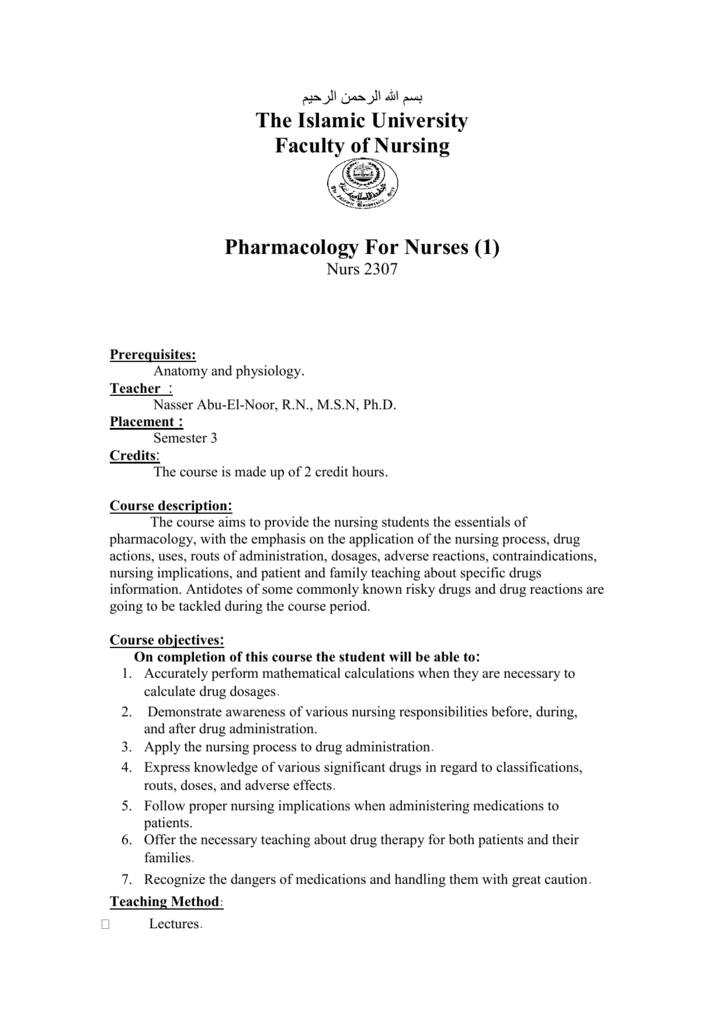 بسم الله الرحمن الرحيم
The Islamic University
Faculty of Nursing
Pharmacology For Nurses (1)
Nurs 2307
Prerequisites:
Anatomy and physiology.
Teacher :
Nasser Abu-El-Noor, R.N., M.S.N, Ph.D.
Placement :
Semester 3
Credits:
The course is made up of 2 credit hours.
Course description:
The course aims to provide the nursing students the essentials of
pharmacology, with the emphasis on the application of the nursing process, drug
actions, uses, routs of administration, dosages, adverse reactions, contraindications,
nursing implications, and patient and family teaching about specific drugs
information. Antidotes of some commonly known risky drugs and drug reactions are
going to be tackled during the course period.
Course objectives:
On completion of this course the student will be able to:
1. Accurately perform mathematical calculations when they are necessary to
calculate drug dosages.
2. Demonstrate awareness of various nursing responsibilities before, during,
and after drug administration.
3. Apply the nursing process to drug administration.
4. Express knowledge of various significant drugs in regard to classifications,
routs, doses, and adverse effects.
5. Follow proper nursing implications when administering medications to
patients.
6. Offer the necessary teaching about drug therapy for both patients and their
families.
7. Recognize the dangers of medications and handling them with great caution.
Teaching Method:
Lectures.